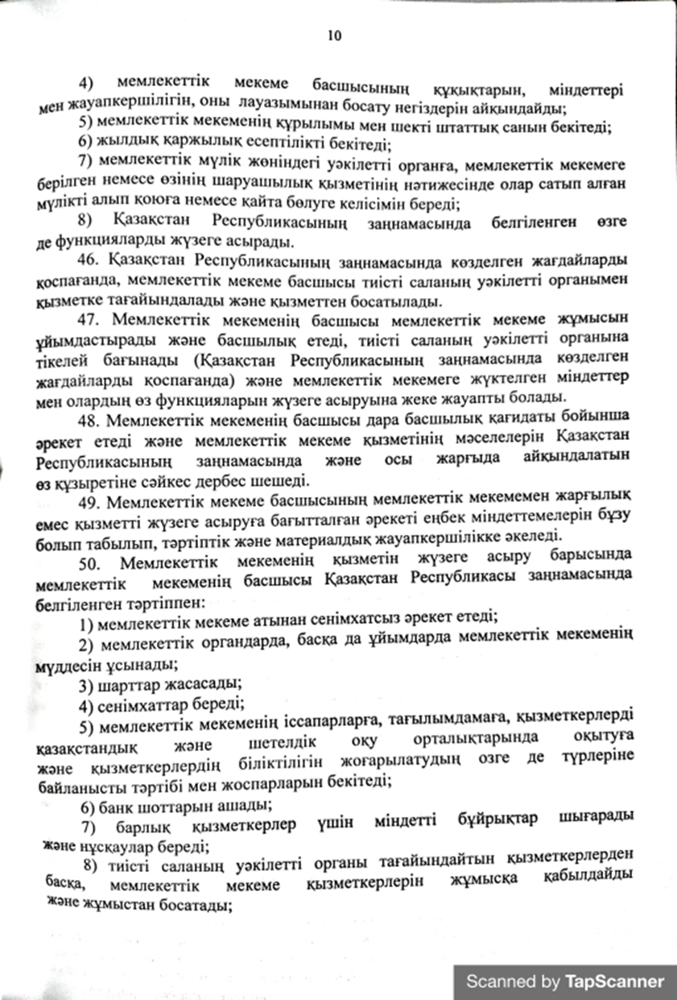 10
4) мемлекеттік мекеме басшысының құқықтарын, міндеттері
мен жауапкершілігін, оны лауазымынан босату негіздерін айқындайды;
5) мемлекеттік мекеменің құрылымы мен шекті штаттық санын бекітеді;
6) жылдық қаржылық есептілікті бекітеді;
7) мемлекеттік мүлік жөніндегі уәкілетті органға, мемлекеттік мекемеге
берілген немесе өзінің шаруашылық қызметінің нәтижесінде олар сатып алған
мүлікті алып қоюға немесе қайта бөлуге келісімін береді;
8) Қазақстан Республикасының заңнамасында белгіленген өзге
де функцияларды жүзеге асырады.
46. Қазақстан Республикасының заңнамасында көзделген жағдайларды
қоспағанда, мемлекеттік мекеме басшысы тиісті саланың уәкілетті органымен
қызметке тағайындалады және қызметтен босатылады.
47. Мемлекеттік мекеменің басшысы мемлекеттік мекеме жұмысын
ұйымдастырады және басшылық етеді, тиісті саланың уәкілетті органына
тікелей бағынады (Қазақстан Республикасының заңнамасында көзделген
жағдайларды қоспағанда) және мемлекеттік мекемеге жүктелген міндеттер
мен олардың өз функцияларын жүзеге асыруына жеке жауапты болады.
48. Мемлекеттік мекеменің басшысы дара басшылық қағидаты бойынша
әрекет етеді және мемлекеттік мекеме қызметінің мәселелерін Қазақстан
Республикасының заңнамасында және осы жарғыда айқындалатын
өз құзыретіне сәйкес дербес шешеді.
49. Мемлекеттік мекеме басшысының мемлекеттік мекемемен жарғылық
емес қызметті жүзеге асыруға бағытталған әрекеті еңбек міндеттемелерін бұзу
болып табылып, тәртіптік және материалдық жауапкершілікке әкеледі.
50. Мемлекеттік мекеменің қызметін жүзеге асыру барысында
мемлекеттік мекеменің басшысы Қазақстан Республикасы заңнамасында
белгіленген тәртіппен:
1) мемлекеттік мекеме атынан сенімхатсыз әрекет етеді;
2) мемлекеттік органдарда, басқа да ұйымдарда мемлекеттік мекеменің
мүддесін ұсынады;
3) шарттар жасасады;
4) сенімхаттар береді;
5) мемлекеттік мекеменің іссапарларға, тағылымдамаға, қызметкерлерді
қазақстандық және шетелдік оқу орталықтарында оқытуға
және қызметкерлердің біліктілігін жоғарылатудың озге де түрлеріне
байланысты тәртібі мен жоспарларын бекітеді;
6) банк шоттарын ашады;
7) барлық қызметкерлер үшін міндетті бұйрықтар шығарады
және нұсқаулар береді;
8) тиісті саланың уәкілетті органы тағайындайтын қызметкерлерден
басқа, мемлекеттік мекеме қызметкерлерін жұмысқа қабылдайды
және жұмыстан босатады;
Scanned by TapScanner